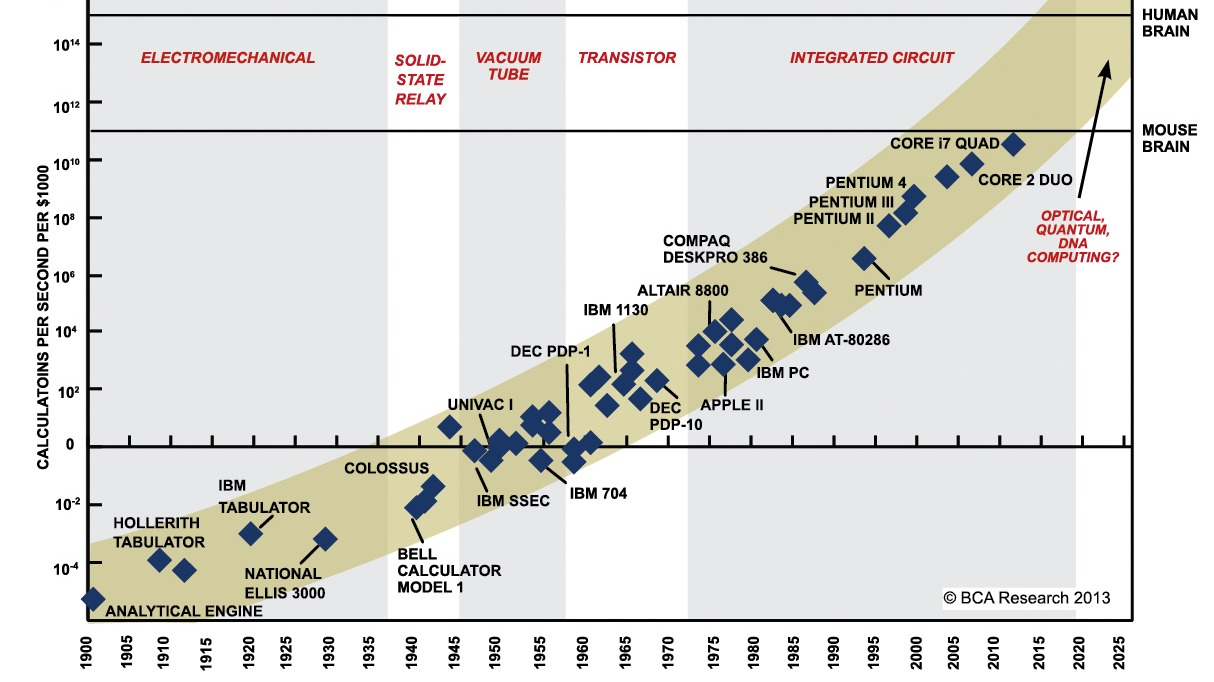 HUMAN
BRAIN
10^14
ELECTROMECHANICAL
SOLID-
STATE
RELAY
VACUUM
TUBE
TRANSISTOR
INTEGRATED CIRCUIT
10^12
MOUSE
BRAIN
CORE i7 QUAD
10^10
CORE 2 DUO
PENTIUM 4
PENTIUM III
PENTIUM II
10^8
OPTICAL,
QUANTUM,
DNA
COMPUTING?
COMPAQ
DESKPRO 386
10^6
PENTIUM
ALTAIR 8800
IBM 1130
10^4
IBM AT-80286
DEC PDP-1
IBM PC
10^2
UNIVAC I
DEC
PDP-10
APPLE II
0
COLOSSUS
IBM
TABULATOR
IBM SSEC
IBM 704
10^-2
HOLLERITH
TABULATOR
BELL
CALCULATOR
MODEL 1
10^-4
NATIONAL
ELLIS 3000
ANALYTICAL ENGINE
© BCA Research 2013
CALCULATOINS PER SECOND PER $1000
1900
1905
1910
1915
1920
1925
1930
1935
1940
1945
1950
1955
1960
1965
1970
1975
1980
1985
1990
1995
2000
2005
2010
2015
2020
2025